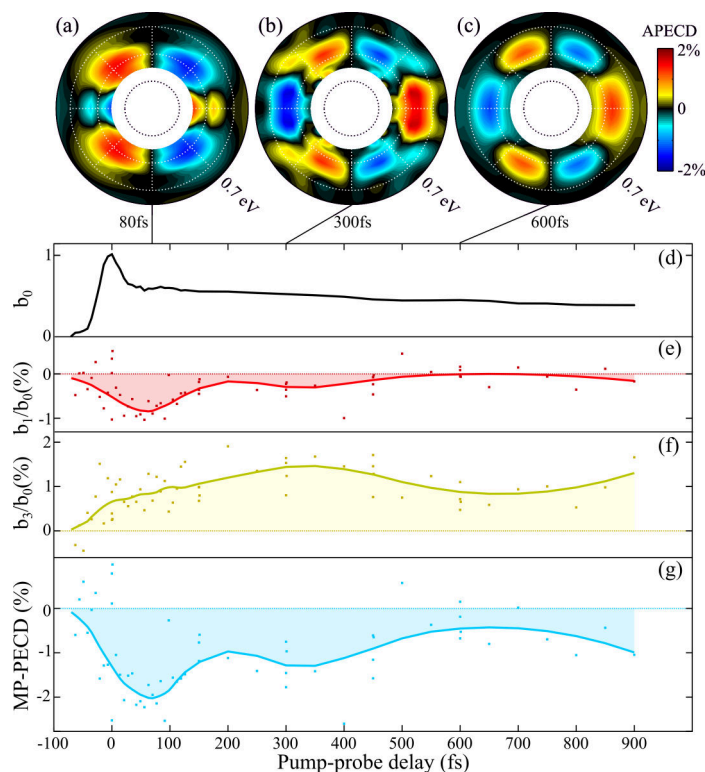 (a) (b) (c) APECD
2%
0
-2%
0.7 eV 0.7 eV 0.7 eV
80fs 300fs 600fs
(d)
1
b0
0
(e)
0
b1/b0(%)
-1
(f)
2
1
b3/b0(%)
0
(g)
0
MP-PECD (%)
-1
-2
-100 0 100 200 300 400 500 600 700 800 900
Pump-probe delay (fs)